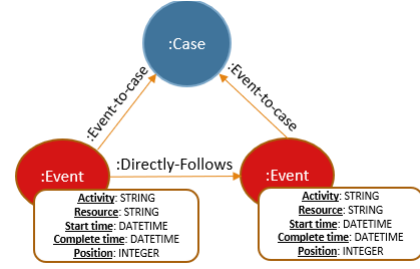 :Case
:Event-to-case
:Event-to-case
:Directly-Follows
:Event
:Event
Activity: STRING
Resource: STRING
Start time: DATETIME
Complete time: DATETIME
Position: INTEGER
Activity: STRING
Resource: STRING
Start time: DATETIME
Complete time: DATETIME
Position: INTEGER